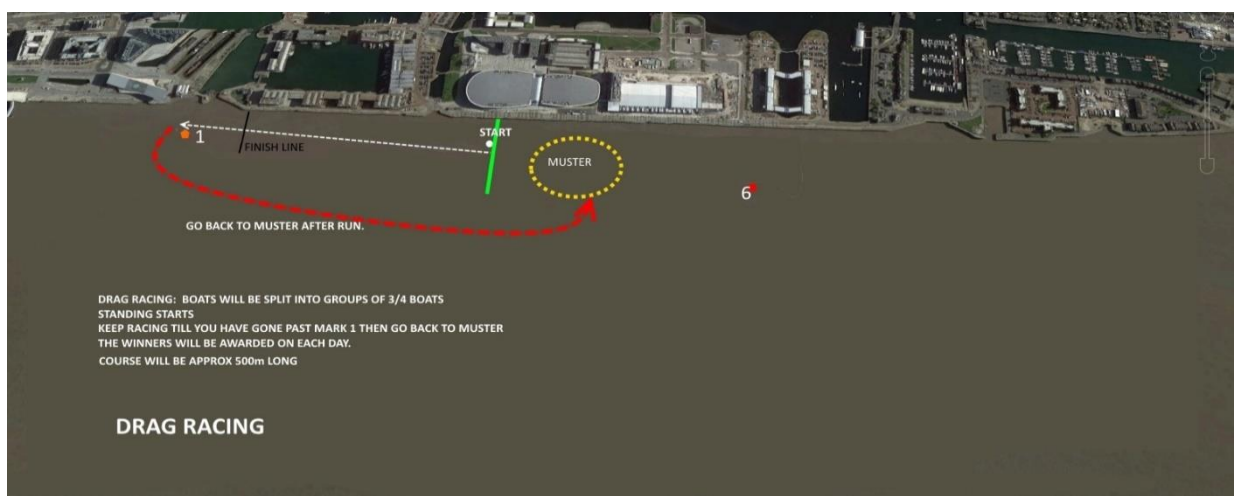 START
1
FINISH LINE
MUSTER
6
GO BACK TO MUSTER AFTER RUN.
DRAG RACING: BOATS WILL BE SPLIT INTO GROUPS OF 3/4 BOATS
STANDING STARTS
KEEP RACING TILL YOU HAVE GONE PAST MARK 1 THEN GO BACK TO MUSTER
THE WINNERS WILL BE AWARDED ON EACH DAY.
COURSE WILL BE APPROX 500m LONG
DRAG RACING